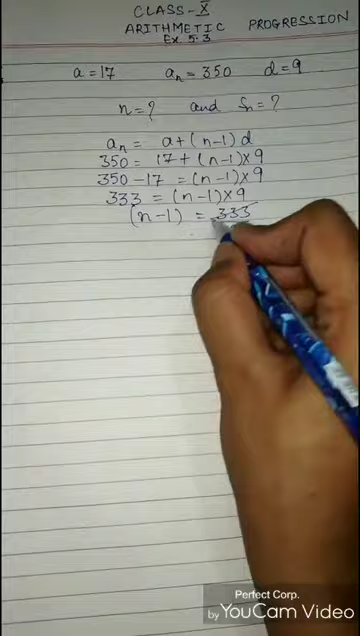 CLASS-X
ARITHMETIC PROGRESSION
Ex 5.3
a=17 an=350 d=9
n=? and Sn=?
an= a+(n-1)d
350= 17+(n-1)×9
350-17 =(n-1)×9
333 =(n-1)×9
(n-1) = 333
Perfect Corp.
by YouCam Video